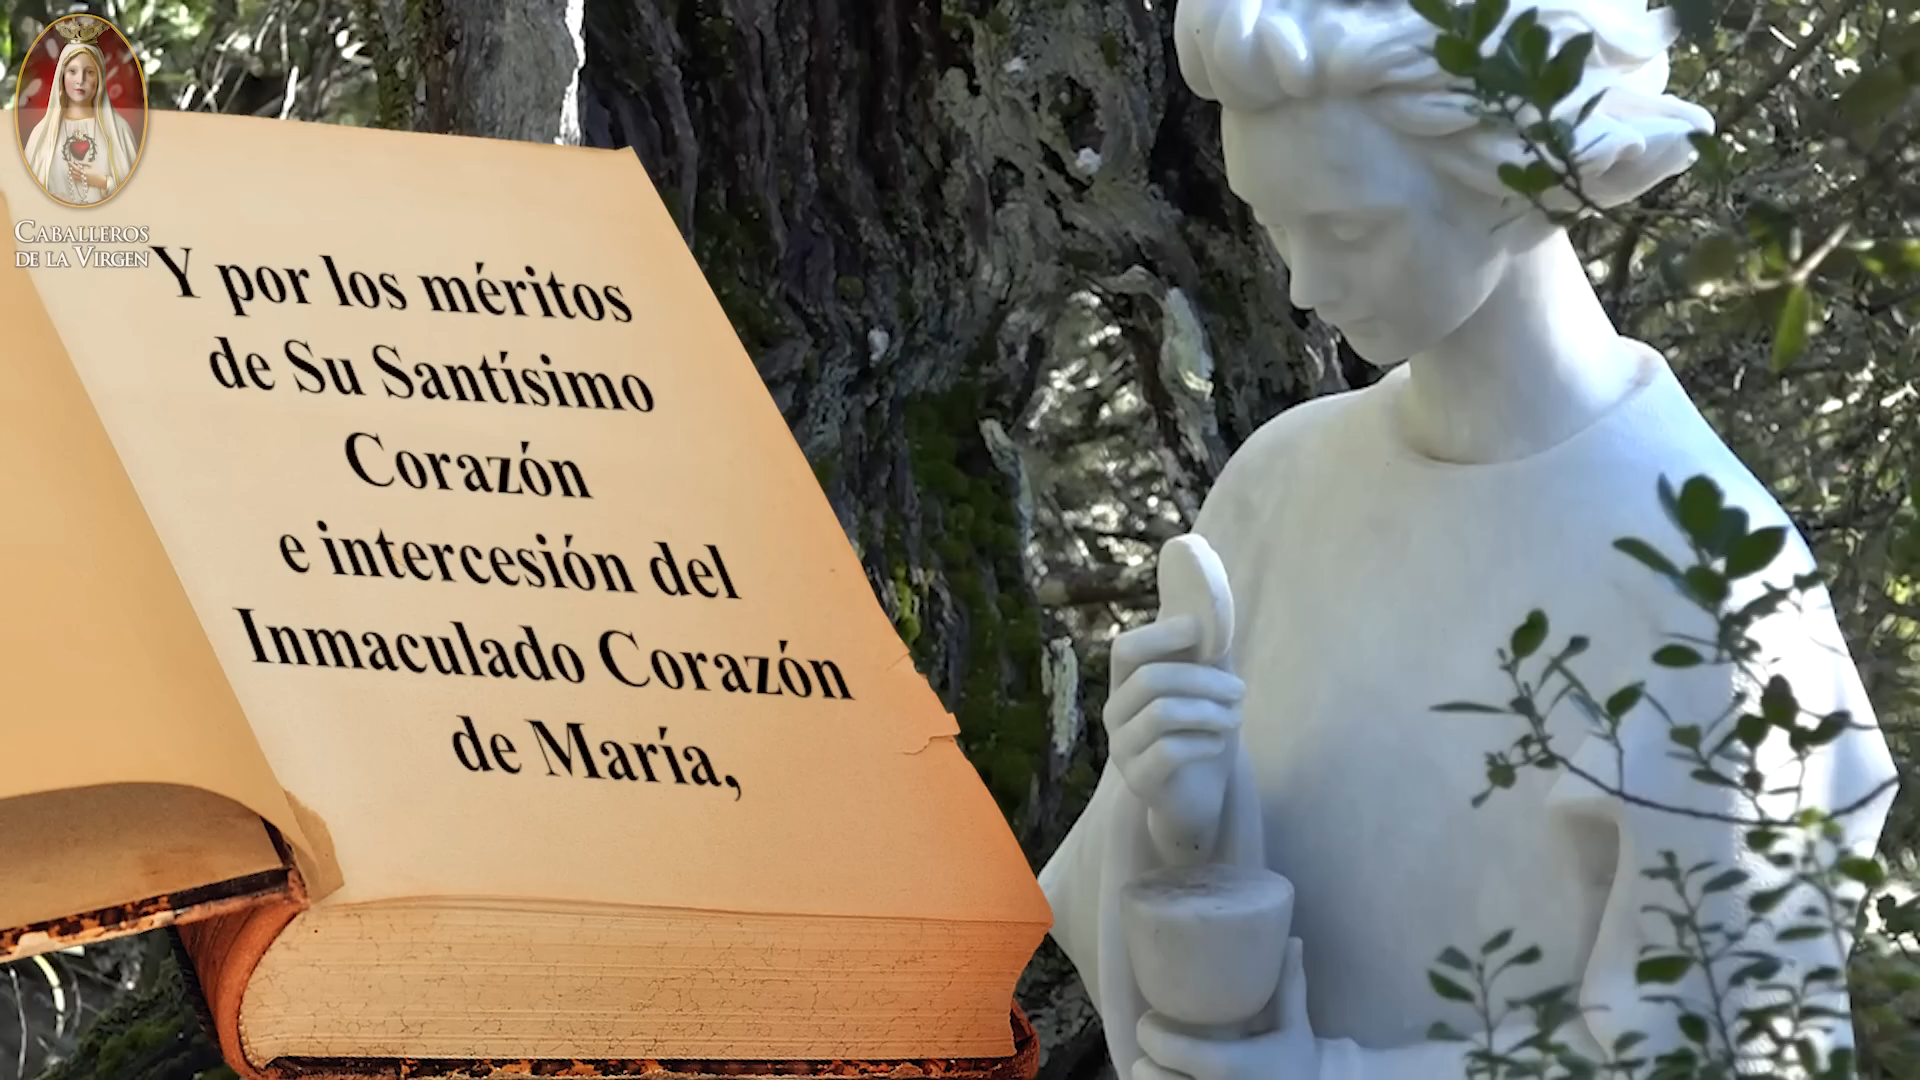 CABALLEROS
DE LA VIRGEN
Y por los méritos
de Su Santísimo
Corazón
e intercesión del
Inmaculado Corazón
de María,